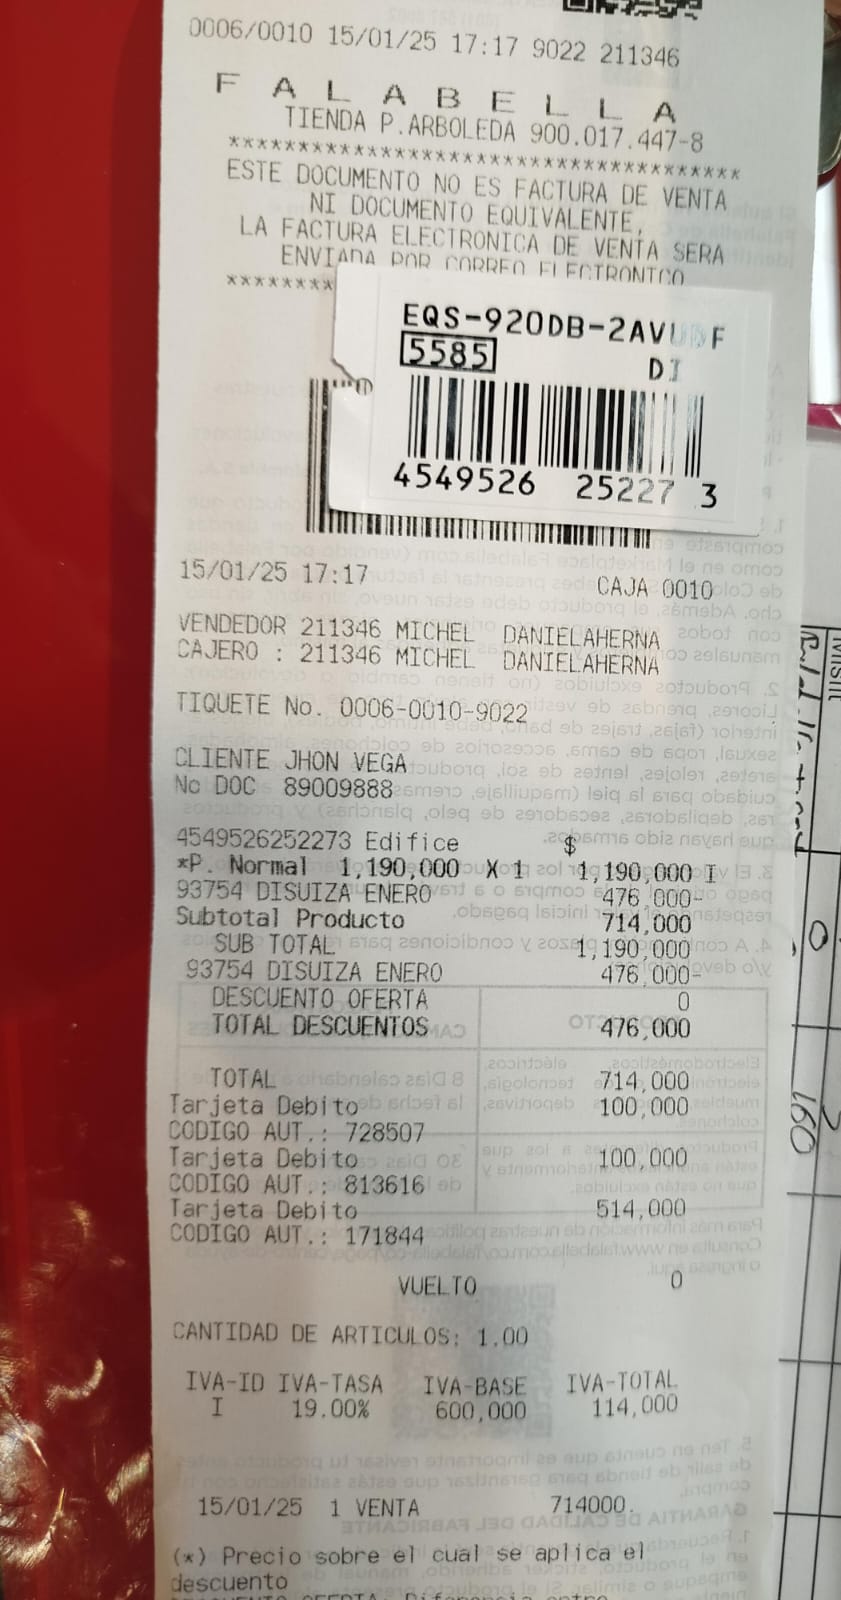 0006/0010 15/01/25 17:17 9022 211346
F A L A B E L L A
TIENDA P.ARBOLEDA 900.017.447-8
****************************************
ESTE DOCUMENTO NO ES FACTURA DE VENTA
NI DOCUMENTO EQUIVALENTE,
LA FACTURA ELECTRONICA DE VENTA SERA
ENVIADA POR CORREO ELECTRONICO
********
EQS-920DB-2AVUDF
5585 DI
4549526 25227 3
15/01/25 17:17 CAJA 0010
VENDEDOR 211346 MICHEL DANIELAHERNA
CAJERO : 211346 MICHEL DANIELAHERNA
TIQUETE No. 0006-0010-9022
CLIENTE JHON VEGA
No DOC 89009888
4549526252273 Edifice $
*P. Normal 1,190,000 X 1 1,190,000 I
93754 DISUIZA ENERO 476,000-
Subtotal Producto 714,000
SUB TOTAL 1,190,000
93754 DISUIZA ENERO 476,000-
DESCUENTO OFERTA 0
TOTAL DESCUENTOS 476,000
TOTAL 714,000
Tarjeta Debito 100,000
CODIGO AUT.: 728507
Tarjeta Debito 100,000
CODIGO AUT.: 813616
Tarjeta Debito 514,000
CODIGO AUT.: 171844
VUELTO 0
CANTIDAD DE ARTICULOS: 1.00
IVA-ID IVA-TASA IVA-BASE IVA-TOTAL
I 19.00% 600,000 114,000
15/01/25 1 VENTA 714000.
(*) Precio sobre el cual se aplica el
descuento
160